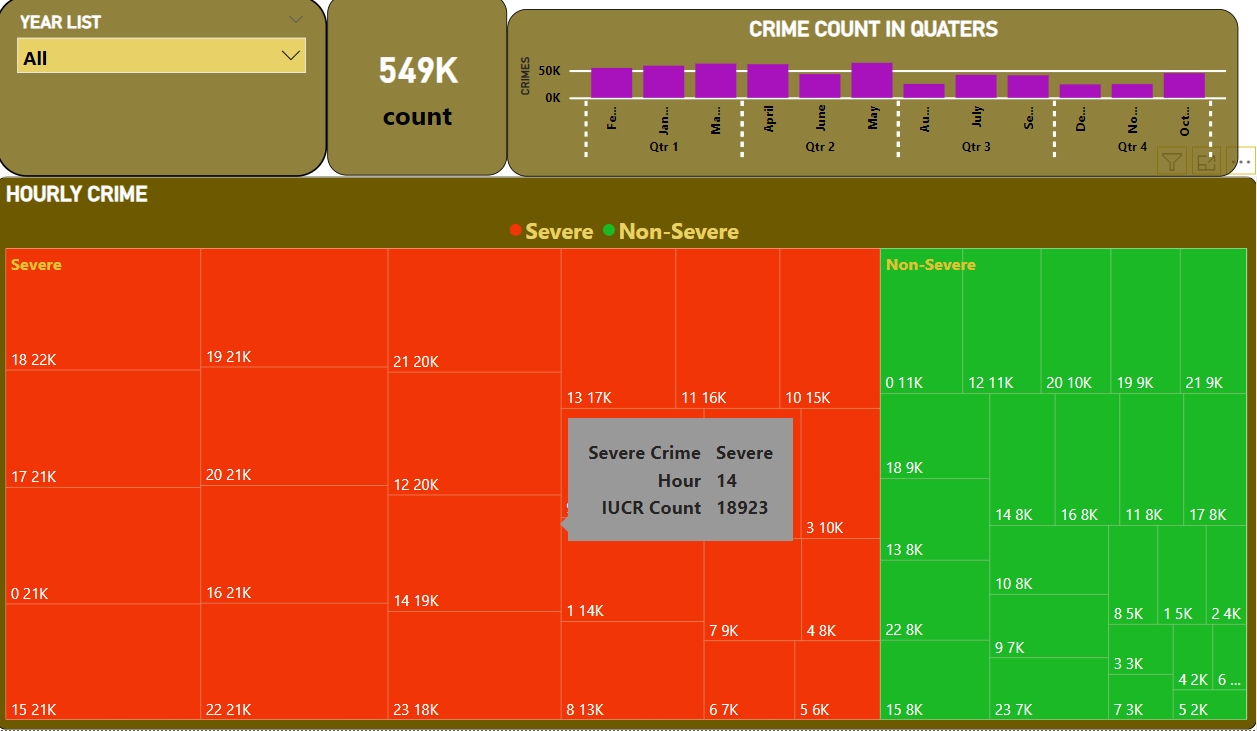 YEAR LIST
All
549K
count
CRIME COUNT IN QUATERS
CRIMES
50K
0K
Fe...
Jan...
Ma...
April
June
May
Au...
July
Se...
De...
No...
Oct...
Qtr 1
Qtr 2
Qtr 3
Qtr 4
HOURLY CRIME
Severe
Non-Severe
Severe
18 22K
17 21K
0 21K
15 21K
19 21K
20 21K
16 21K
22 21K
21 20K
12 20K
14 19K
23 18K
13 17K
11 16K
10 15K
Severe Crime Severe
Hour 14
IUCR Count 18923
3 10K
1 14K
8 13K
7 9K
4 8K
6 7K
5 6K
Non-Severe
0 11K
12 11K
20 10K
19 9K
21 9K
18 9K
13 8K
22 8K
15 8K
14 8K
16 8K
11 8K
17 8K
10 8K
9 7K
23 7K
8 5K
1 5K
2 4K
3 3K
7 3K
4 2K
6 ...
5 2K